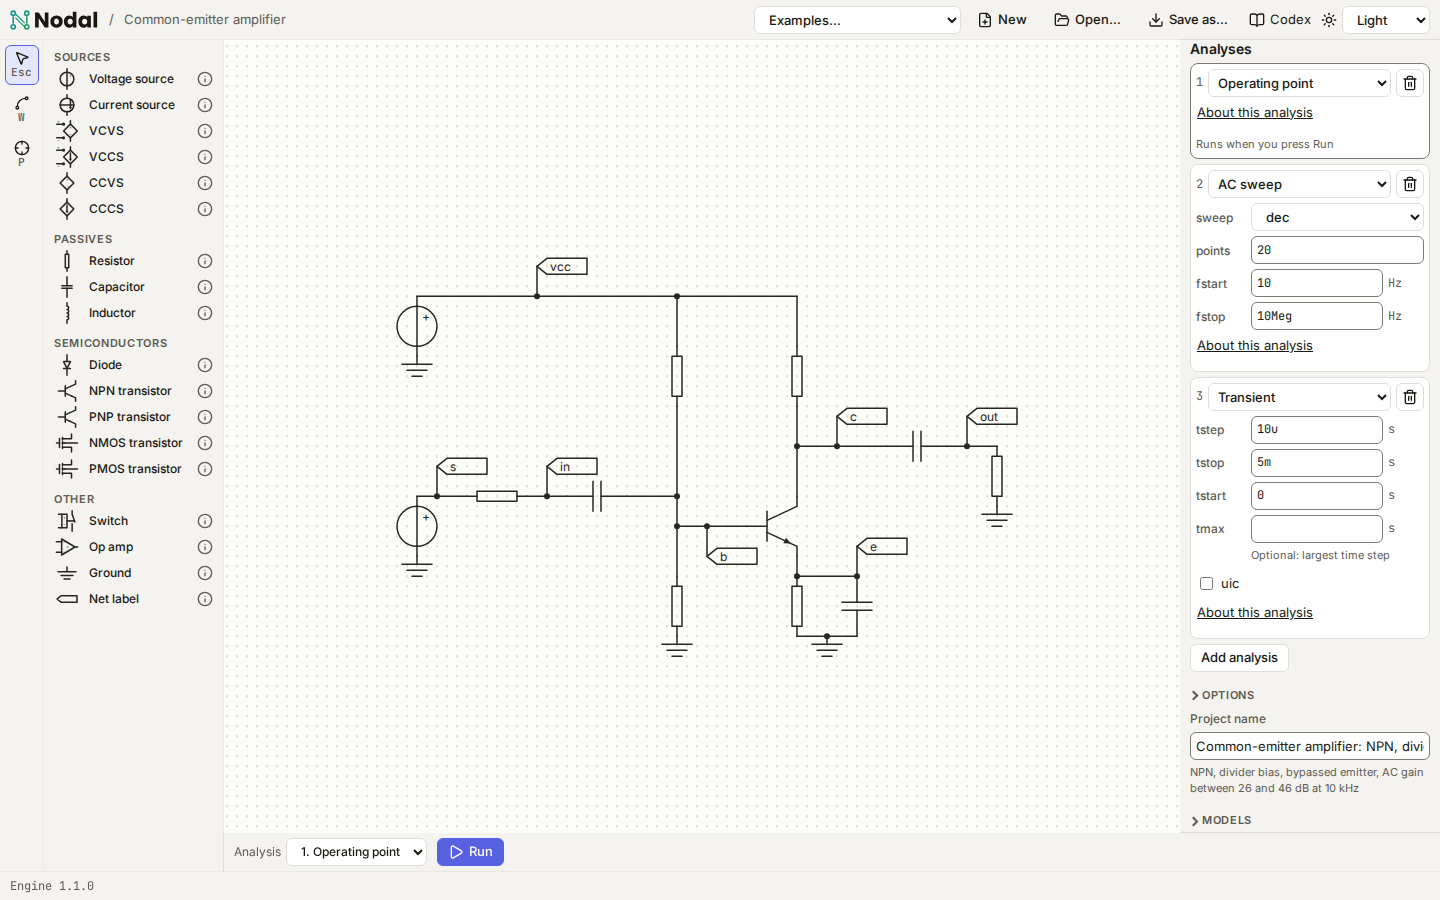 Nodal / Common-emitter amplifier Examples... New Open... Save as... Codex Light
Esc
W
P
SOURCES
Voltage source
Current source
VCVS
VCCS
CCVS
CCCS
PASSIVES
Resistor
Capacitor
Inductor
SEMICONDUCTORS
Diode
NPN transistor
PNP transistor
NMOS transistor
PMOS transistor
OTHER
Switch
Op amp
Ground
Net label
vcc
+
c
out
s
in
+
b
e
Analyses
1 Operating point
About this analysis
Runs when you press Run
2 AC sweep
sweep dec
points 20
fstart 10 Hz
fstop 10Meg Hz
About this analysis
3 Transient
tstep 10u s
tstop 5m s
tstart 0 s
tmax s
Optional: largest time step
uic
About this analysis
Add analysis
OPTIONS
Project name
Common-emitter amplifier: NPN, divi
NPN, divider bias, bypassed emitter, AC gain
between 26 and 46 dB at 10 kHz
MODELS
Analysis 1. Operating point Run
Engine 1.1.0